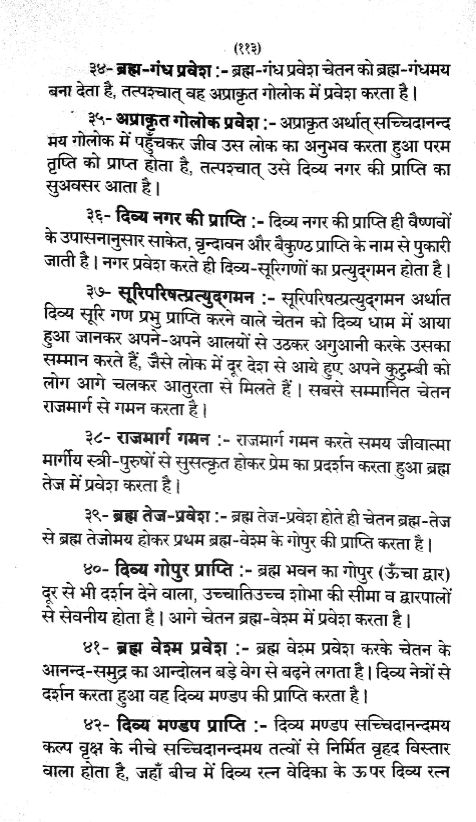 (११३)
३४- ब्रह्म-गंध प्रवेश :- ब्रह्म-गंध प्रवेश चेतन को ब्रह्म-गंधमय
बना देता है, तत्पश्चात् वह अप्राकृत गोलोक में प्रवेश करता है।
३५- अप्राकृत गोलोक प्रवेश :- अप्राकृत अर्थात् सच्चिदानन्द
मय गोलोक में पहुँचकर जीव उस लोक का अनुभव करता हुआ परम
तृप्ति को प्राप्त होता है, तत्पश्चात् उसे दिव्य नगर की प्राप्ति का
सुअवसर आता है।
३६- दिव्य नगर की प्राप्ति :- दिव्य नगर की प्राप्ति ही वैष्णवों
के उपासनानुसार साकेत, वृन्दावन और बैकुण्ठ प्राप्ति के नाम से पुकारी
जाती है। नगर प्रवेश करते ही दिव्य-सूरिगणों का प्रत्युद्गमन होता है।
३७- सूरिपरिषत्प्रत्युद्गमन :- सूरिपरिषत्प्रत्युद्गमन अर्थात
दिव्य सूरि गण प्रभु प्राप्ति करने वाले चेतन को दिव्य धाम में आया
हुआ जानकर अपने-अपने आलयों से उठकर अगुआनी करके उसका
सम्मान करते हैं, जैसे लोक में दूर देश से आये हुए अपने कुटुम्बी को
लोग आगे चलकर आतुरता से मिलते हैं। सबसे सम्मानित चेतन
राजमार्ग से गमन करता है।
३८- राजमार्ग गमन :- राजमार्ग गमन करते समय जीवात्मा
मार्गीय स्त्री-पुरुषों से सुसत्कृत होकर प्रेम का प्रदर्शन करता हुआ ब्रह्म
तेज में प्रवेश करता है।
३९- ब्रह्म तेज-प्रवेश :- ब्रह्म तेज-प्रवेश होते ही चेतन ब्रह्म-तेज
से ब्रह्म तेजोमय होकर प्रथम ब्रह्म-वेश्म के गोपुर की प्राप्ति करता है।
४०- दिव्य गोपुर प्राप्ति :- ब्रह्म भवन का गोपुर (ऊँचा द्वार)
दूर से भी दर्शन देने वाला, उच्चातिउच्च शोभा की सीमा व द्वारपालों
से सेवनीय होता है। आगे चेतन ब्रह्म-वेश्म में प्रवेश करता है।
४१- ब्रह्म वेश्म प्रवेश :- ब्रह्म वेश्म प्रवेश करके चेतन के
आनन्द-समुद्र का आन्दोलन बड़े वेग से बढ़ने लगता है। दिव्य नेत्रों से
दर्शन करता हुआ वह दिव्य मण्डप की प्राप्ति करता है।
४२- दिव्य मण्डप प्राप्ति :- दिव्य मण्डप सच्चिदानन्दमय
कल्प वृक्ष के नीचे सच्चिदानन्दमय तत्वों से निर्मित वृहद विस्तार
वाला होता है, जहाँ बीच में दिव्य रत्न वेदिका के ऊपर दिव्य रत्न